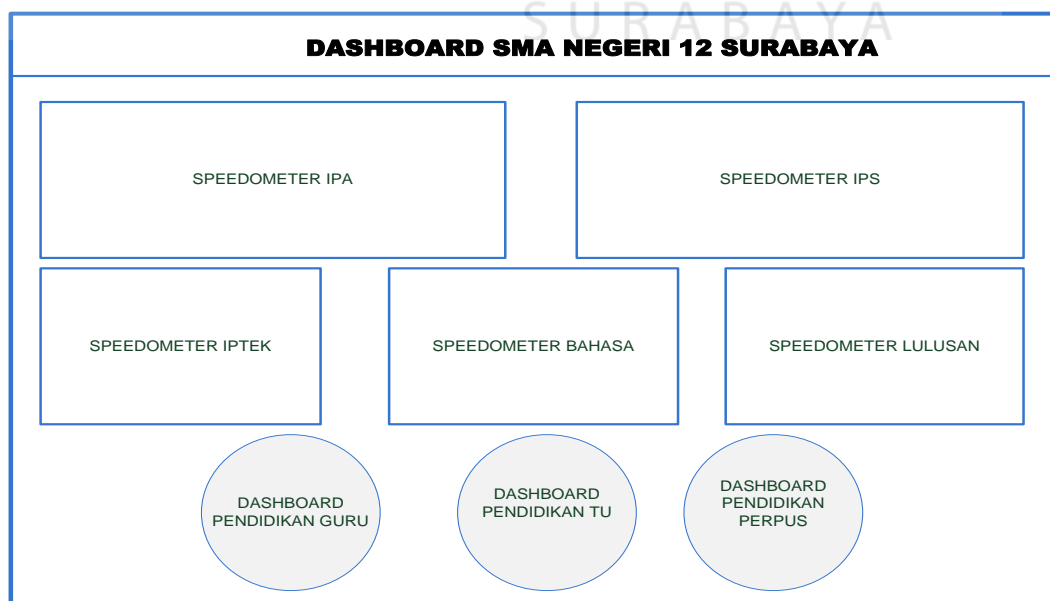 SURABAYA
DASHBOARD SMA NEGERI 12 SURABAYA
SPEEDOMETER IPA
SPEEDOMETER IPS
SPEEDOMETER IPTEK
SPEEDOMETER BAHASA
SPEEDOMETER LULUSAN
DASHBOARD
PENDIDIKAN GURU
DASHBOARD
PENDIDIKAN TU
DASHBOARD
PENDIDIKAN
PERPUS